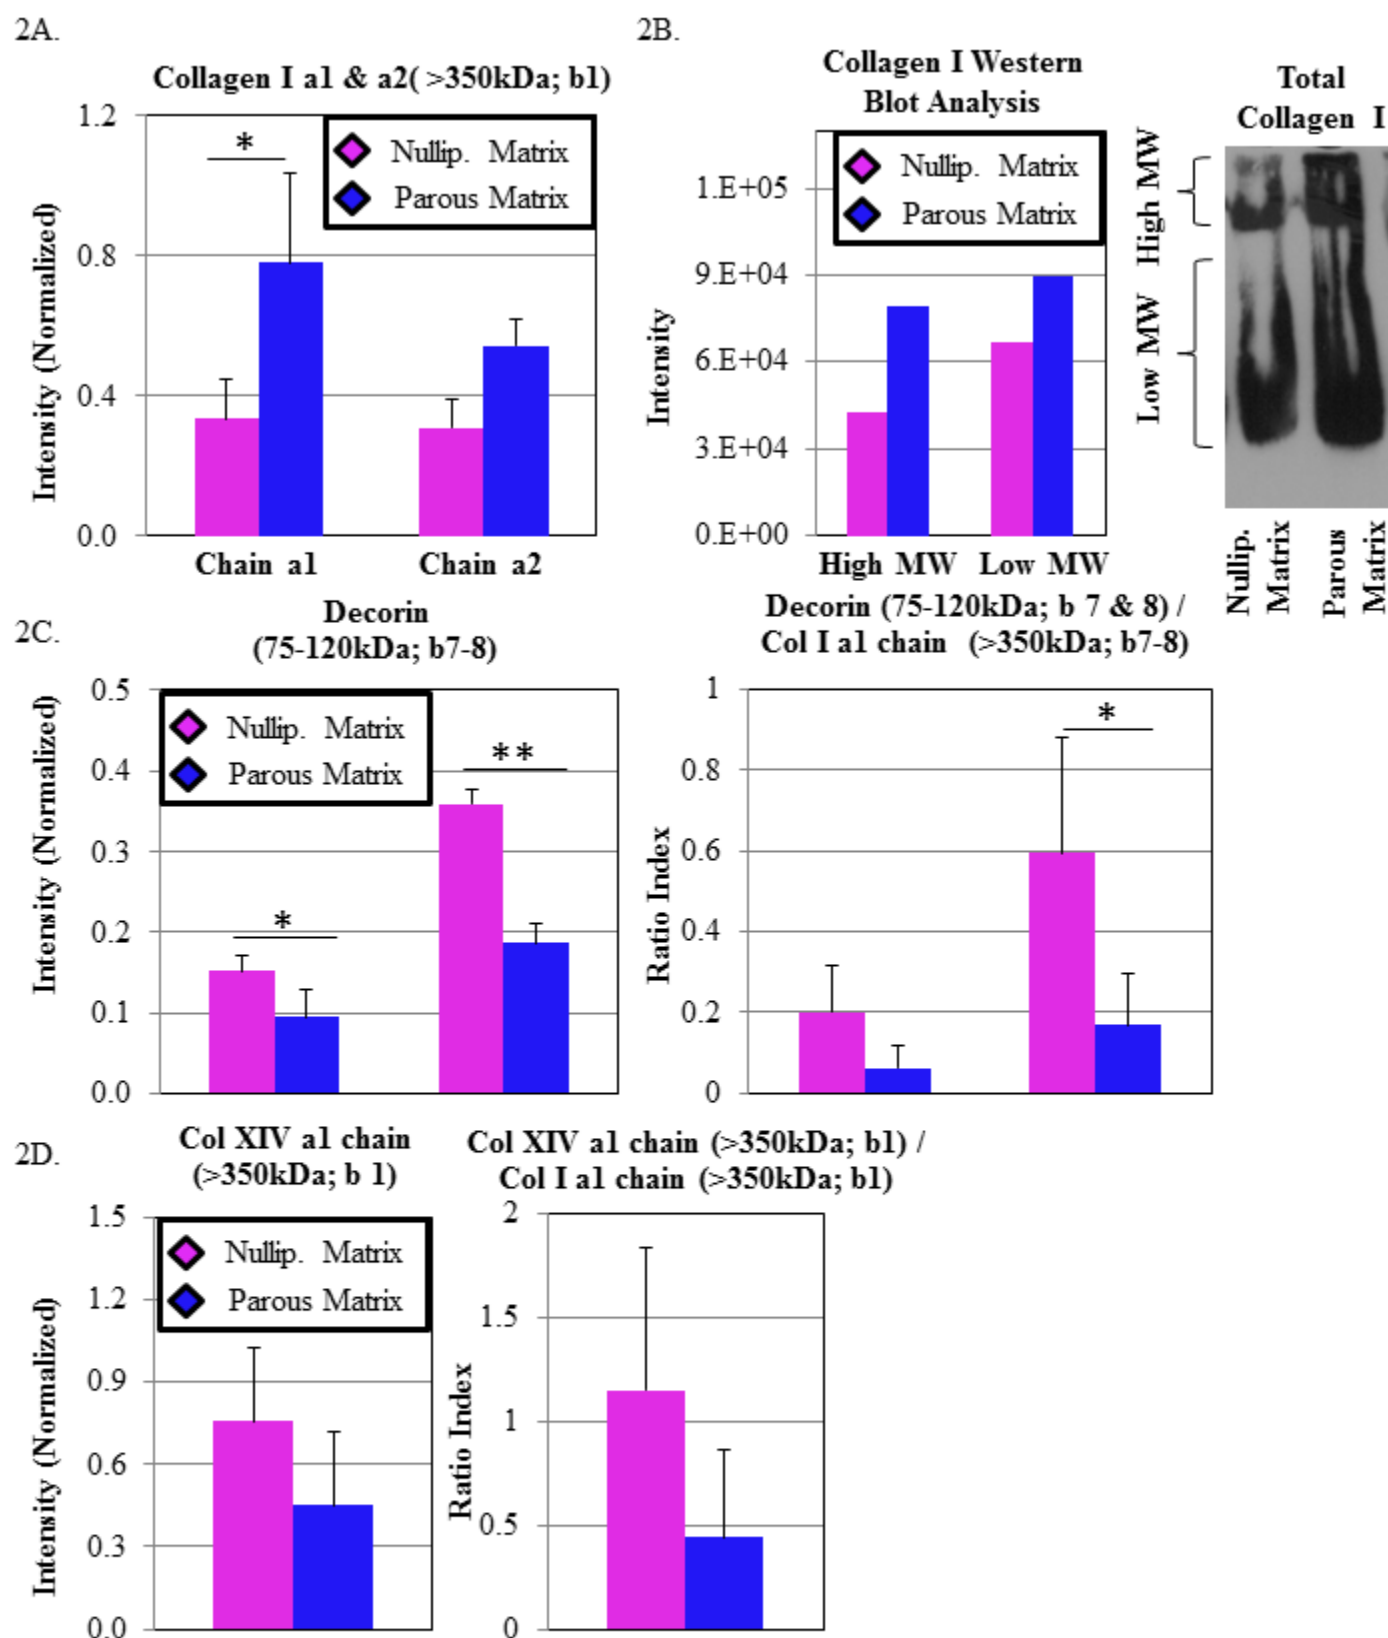 2A.
Collagen I a1 & a2( >350kDa; b1)
Intensity (Normalized)
1.2
0.8
0.4
0.0
*
Nullip. Matrix
Parous Matrix
Chain a1
Chain a2
2B.
Collagen I Western
Blot Analysis
Intensity
1.E+05
9.E+04
6.E+04
3.E+04
0.E+00
Nullip. Matrix
Parous Matrix
High MW
Low MW
Total
Collagen I
High MW
Low MW
Nullip.
Matrix
Parous
Matrix
2C.
Decorin
(75-120kDa; b7-8)
Intensity (Normalized)
0.5
0.4
0.3
0.2
0.1
0.0
Nullip. Matrix
Parous Matrix
*
**
Decorin (75-120kDa; b 7 & 8) /
Col I a1 chain (>350kDa; b7-8)
Ratio Index
1
0.8
0.6
0.4
0.2
0
*
2D.
Col XIV a1 chain
(>350kDa; b 1)
Intensity (Normalized)
1.5
1.2
0.9
0.6
0.3
0.0
Nullip. Matrix
Parous Matrix
Col XIV a1 chain (>350kDa; b1) /
Col I a1 chain (>350kDa; b1)
Ratio Index
2
1.5
1
0.5
0